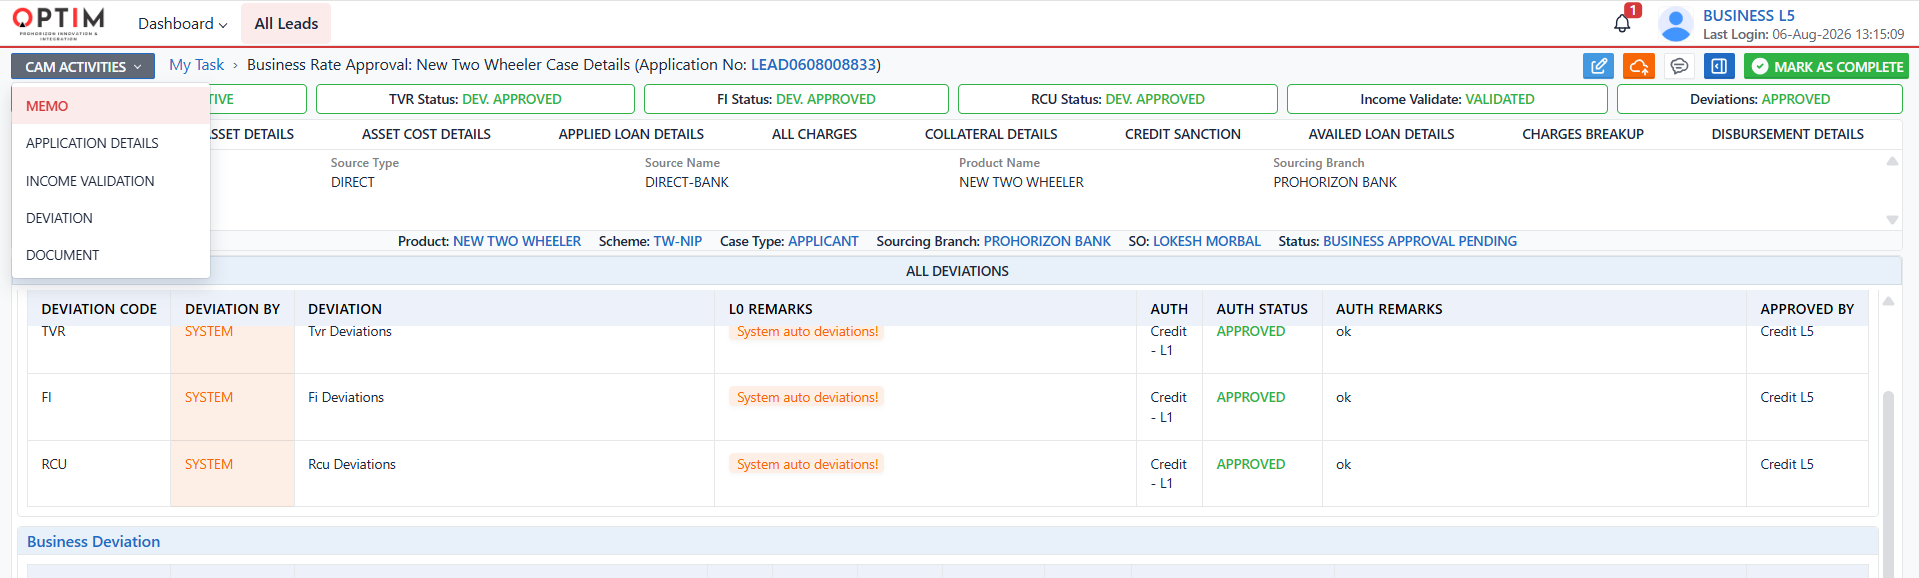 OPTIM
PROHORIZON INNOVATION &
INTEGRATION
Dashboard
All Leads
1
BUSINESS L5
Last Login: 06-Aug-2026 13:15:09
CAM ACTIVITIES
My Task › Business Rate Approval: New Two Wheeler Case Details (Application No: LEAD0608008833)
MARK AS COMPLETE
MEMO
APPLICATION DETAILS
INCOME VALIDATION
DEVIATION
DOCUMENT
TIVE
TVR Status: DEV. APPROVED
FI Status: DEV. APPROVED
RCU Status: DEV. APPROVED
Income Validate: VALIDATED
Deviations: APPROVED
ASSET DETAILS
ASSET COST DETAILS
APPLIED LOAN DETAILS
ALL CHARGES
COLLATERAL DETAILS
CREDIT SANCTION
AVAILED LOAN DETAILS
CHARGES BREAKUP
DISBURSEMENT DETAILS
Source Type
DIRECT
Source Name
DIRECT-BANK
Product Name
NEW TWO WHEELER
Sourcing Branch
PROHORIZON BANK
Product: NEW TWO WHEELER Scheme: TW-NIP Case Type: APPLICANT Sourcing Branch: PROHORIZON BANK SO: LOKESH MORBAL Status: BUSINESS APPROVAL PENDING
ALL DEVIATIONS
DEVIATION CODE DEVIATION BY DEVIATION L0 REMARKS AUTH AUTH STATUS AUTH REMARKS APPROVED BY
TVR SYSTEM Tvr Deviations System auto deviations! Credit - L1 APPROVED ok Credit L5
FI SYSTEM Fi Deviations System auto deviations! Credit - L1 APPROVED ok Credit L5
RCU SYSTEM Rcu Deviations System auto deviations! Credit - L1 APPROVED ok Credit L5
Business Deviation